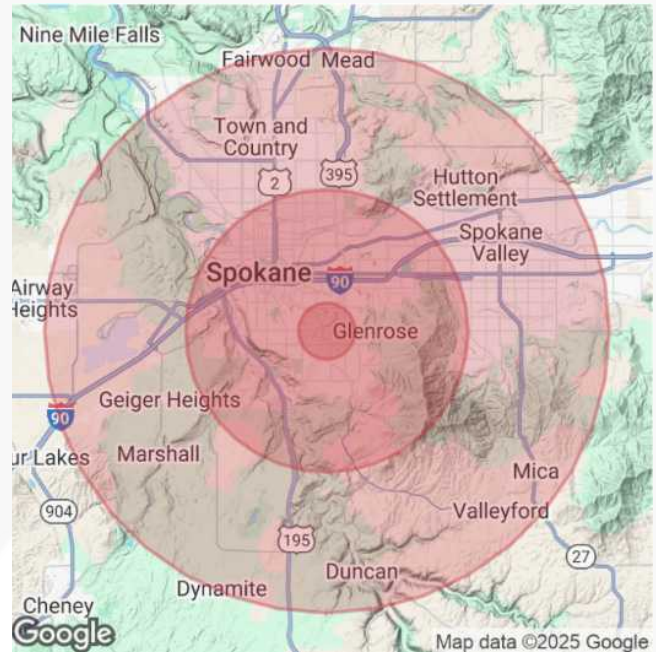 Nine Mile Falls
Fairwood Mead
Town and
Country
395
2
Hutton
Settlement
Spokane
Valley
Spokane
90
Airway
Heights
Glenrose
Geiger Heights
90
ur Lakes
Marshall
Mica
904
Valleyford
195
27
Duncan
Dynamite
Cheney
Google
Map data ©2025 Google